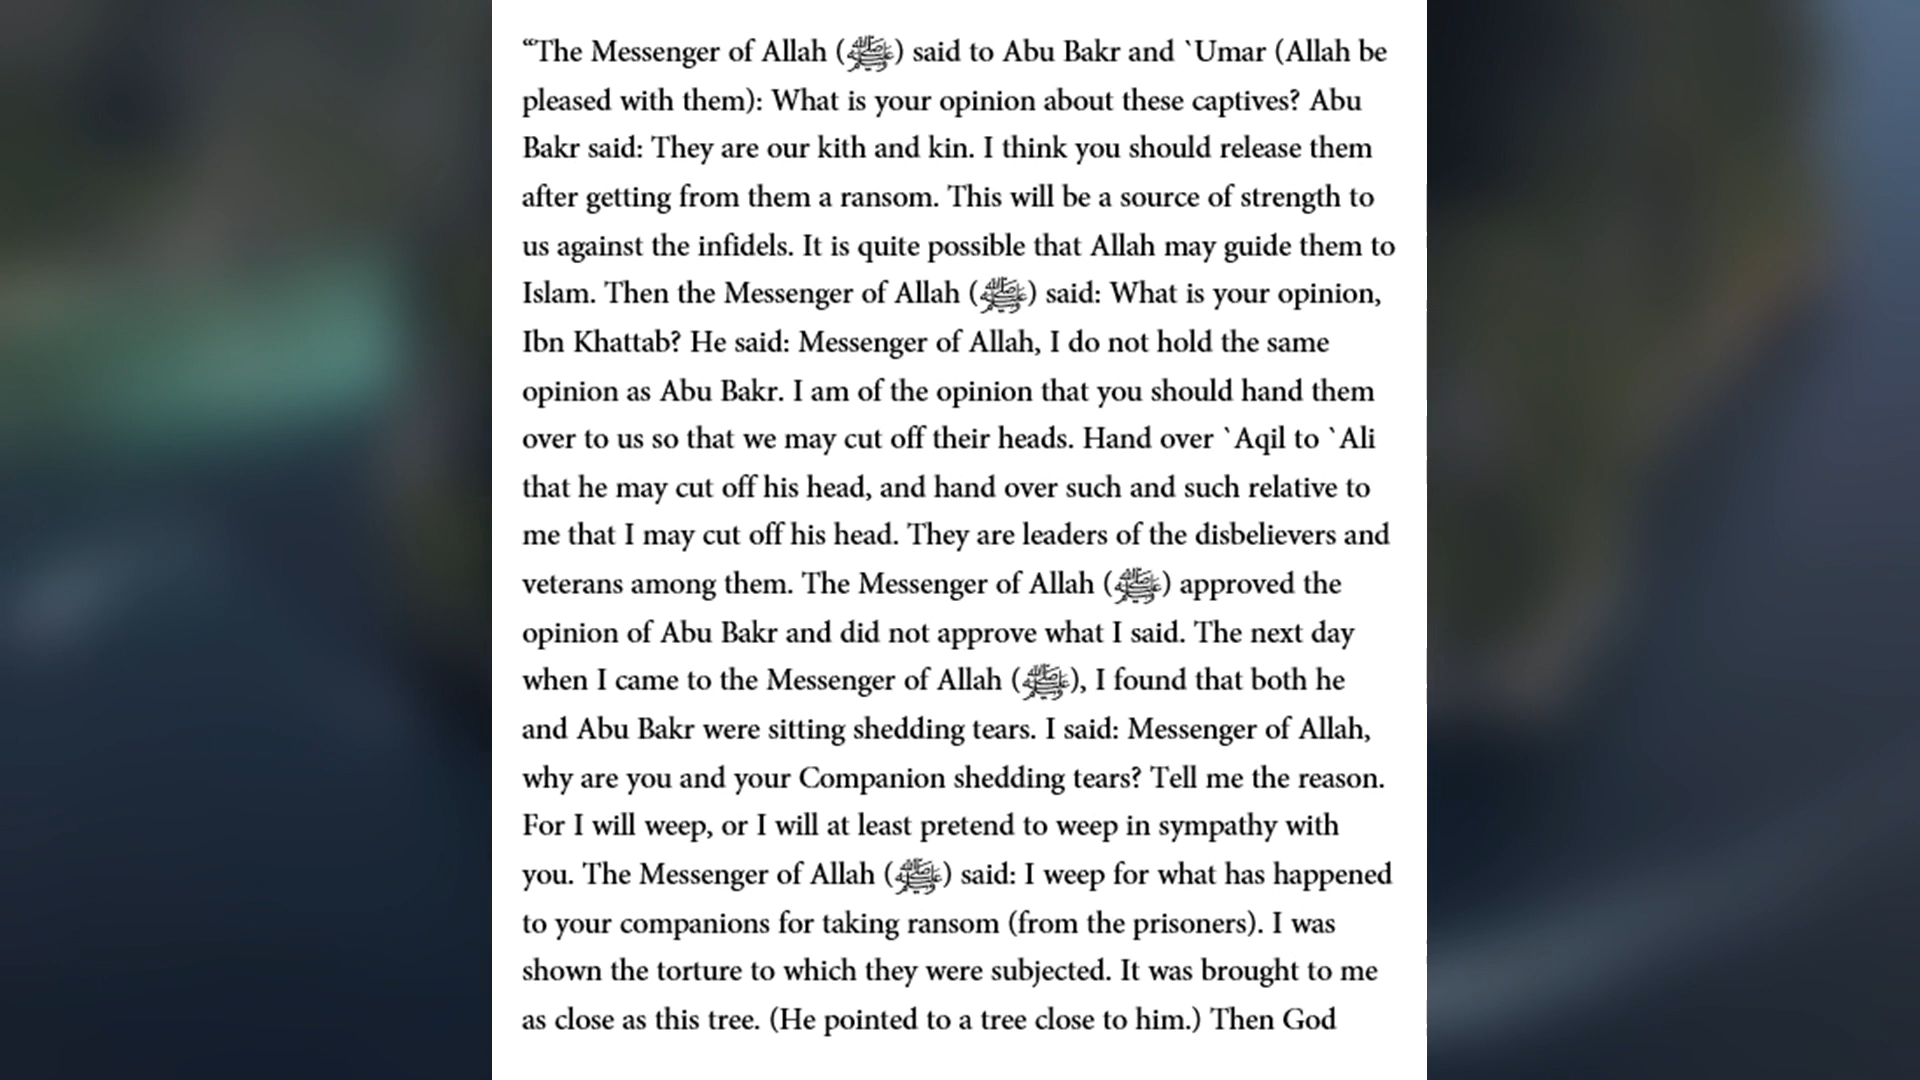 “The Messenger of Allah (ﷺ) said to Abu Bakr and `Umar (Allah be
pleased with them): What is your opinion about these captives? Abu
Bakr said: They are our kith and kin. I think you should release them
after getting from them a ransom. This will be a source of strength to
us against the infidels. It is quite possible that Allah may guide them to
Islam. Then the Messenger of Allah (ﷺ) said: What is your opinion,
Ibn Khattab? He said: Messenger of Allah, I do not hold the same
opinion as Abu Bakr. I am of the opinion that you should hand them
over to us so that we may cut off their heads. Hand over `Aqil to `Ali
that he may cut off his head, and hand over such and such relative to
me that I may cut off his head. They are leaders of the disbelievers and
veterans among them. The Messenger of Allah (ﷺ) approved the
opinion of Abu Bakr and did not approve what I said. The next day
when I came to the Messenger of Allah (ﷺ), I found that both he
and Abu Bakr were sitting shedding tears. I said: Messenger of Allah,
why are you and your Companion shedding tears? Tell me the reason.
For I will weep, or I will at least pretend to weep in sympathy with
you. The Messenger of Allah (ﷺ) said: I weep for what has happened
to your companions for taking ransom (from the prisoners). I was
shown the torture to which they were subjected. It was brought to me
as close as this tree. (He pointed to a tree close to him.) Then God